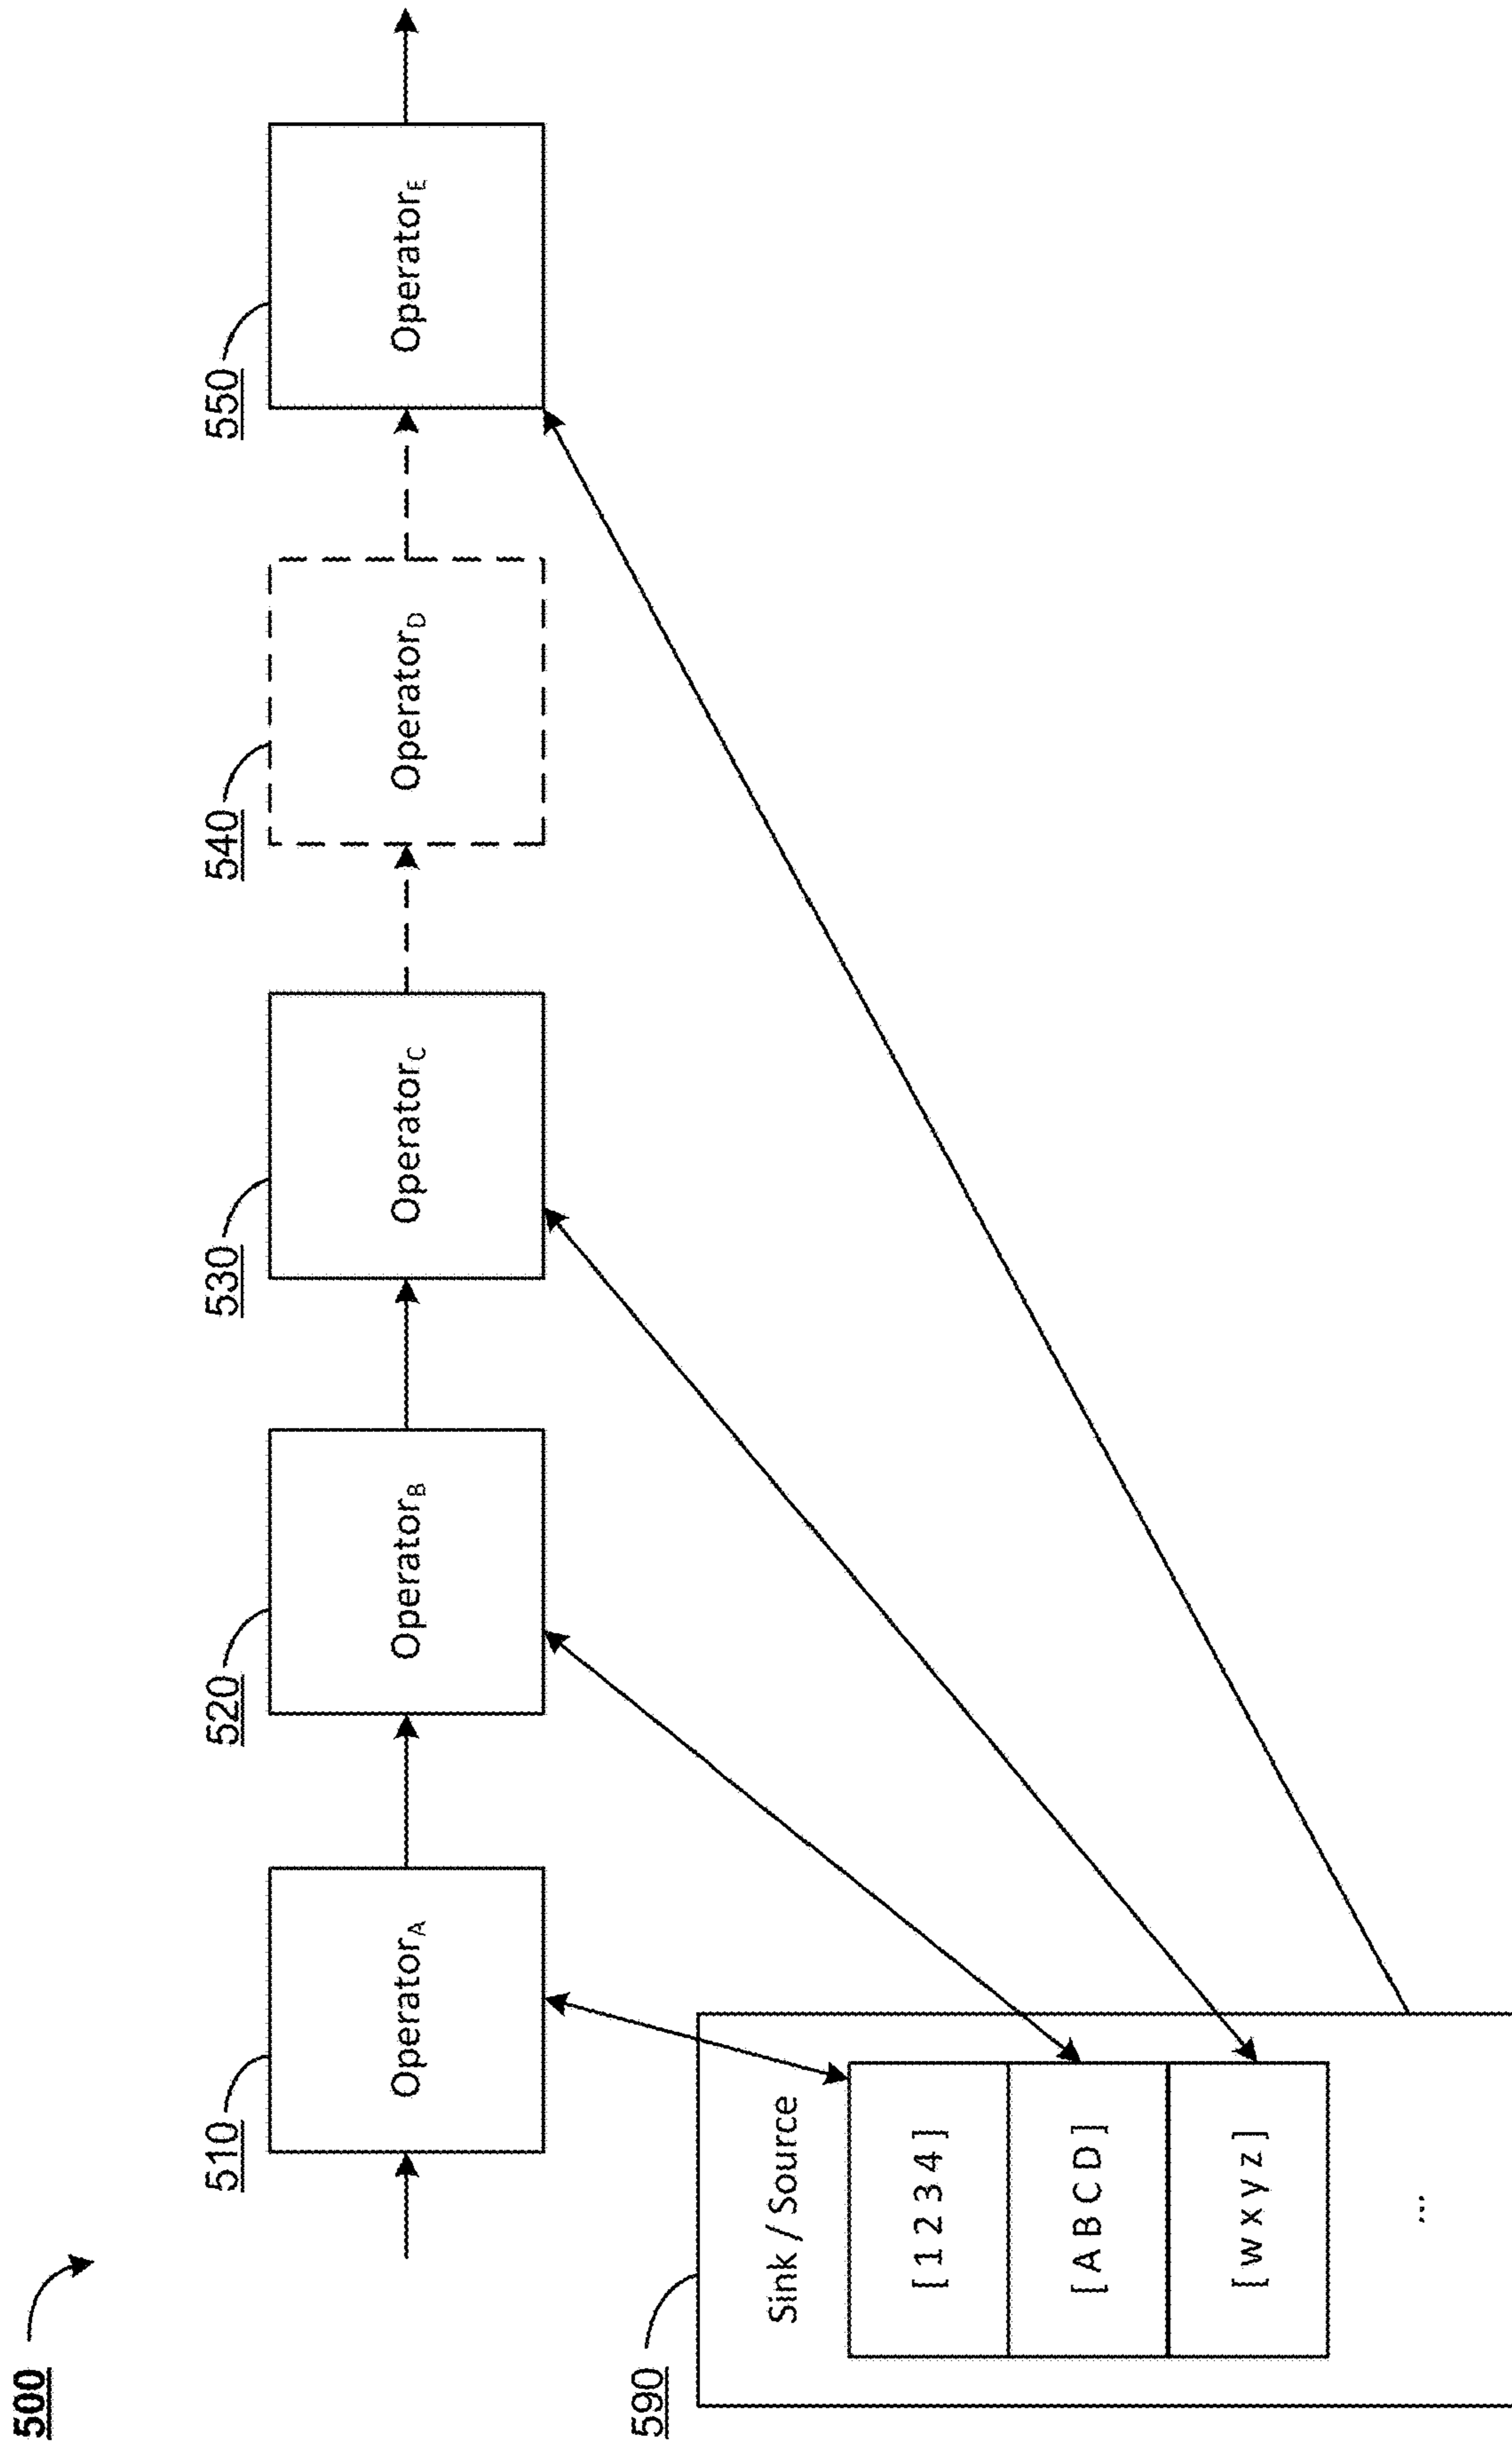 500
510
520
530
540
550
Operator_A
Operator_B
Operator_C
Operator_D
Operator_E
590
Sink / Source
[ 1 2 3 4 ]
[ A B C D ]
[ w x y z ]
...